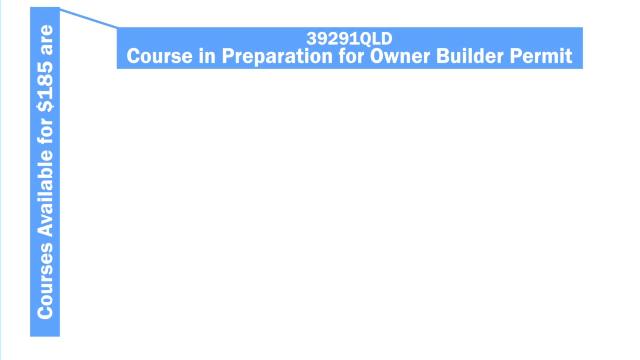 Courses Available for $185 are
39291QLD
Course in Preparation for Owner Builder Permit